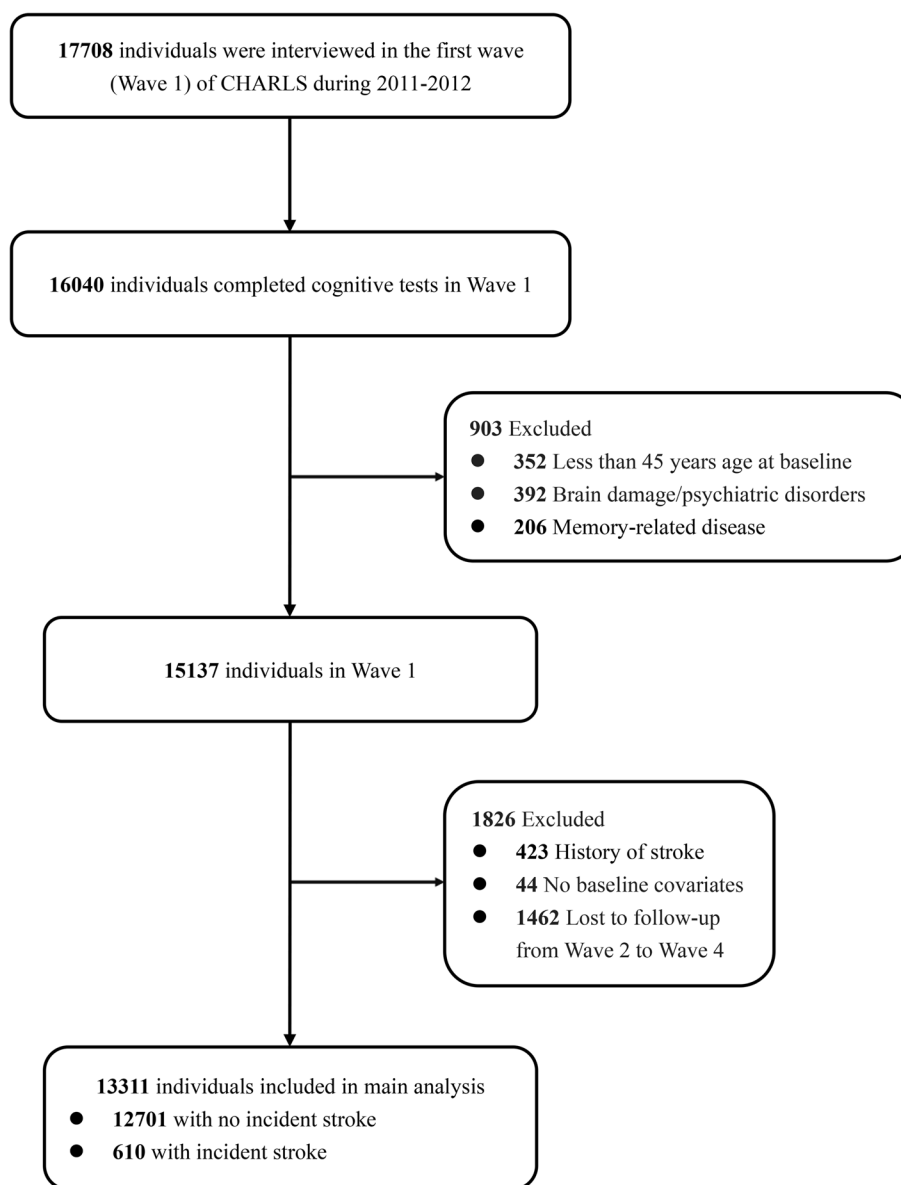 17708 individuals were interviewed in the first wave
(Wave 1) of CHARLS during 2011-2012
16040 individuals completed cognitive tests in Wave 1
903 Excluded
● 352 Less than 45 years age at baseline
● 392 Brain damage/psychiatric disorders
● 206 Memory-related disease
15137 individuals in Wave 1
1826 Excluded
● 423 History of stroke
● 44 No baseline covariates
● 1462 Lost to follow-up
from Wave 2 to Wave 4
13311 individuals included in main analysis
● 12701 with no incident stroke
● 610 with incident stroke